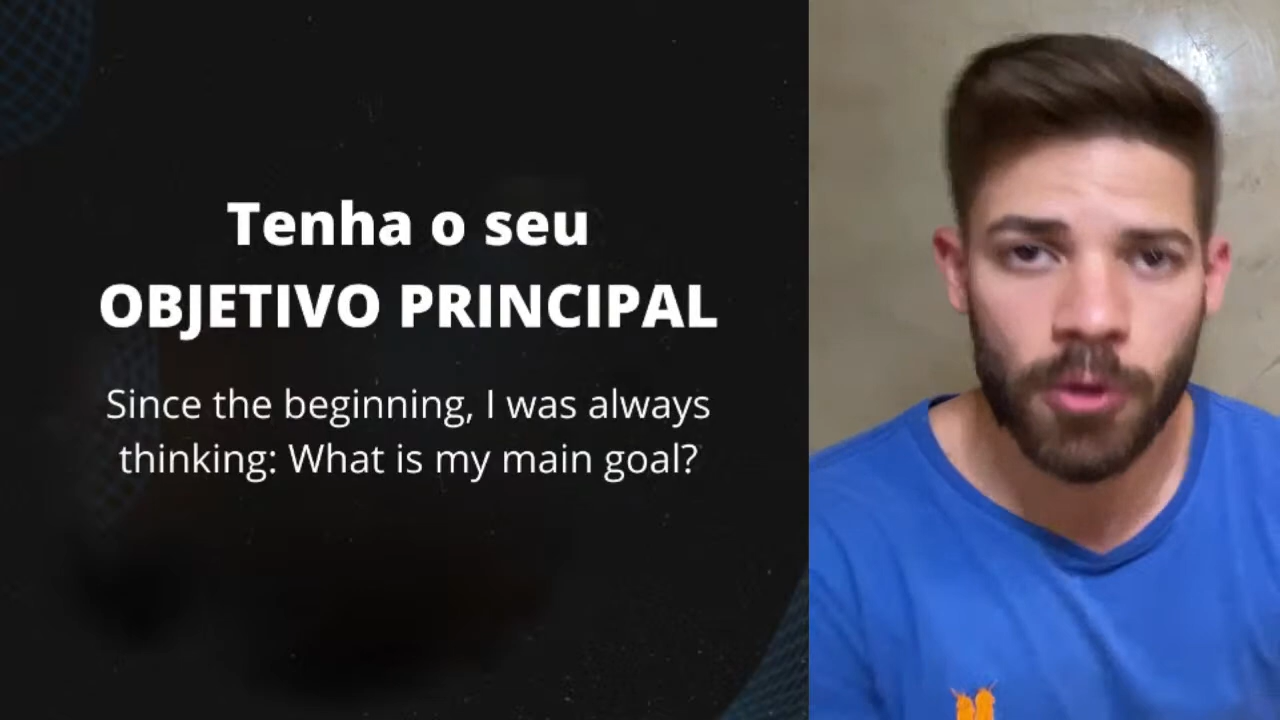 Tenha o seu
OBJETIVO PRINCIPAL
Since the beginning, I was always
thinking: What is my main goal?